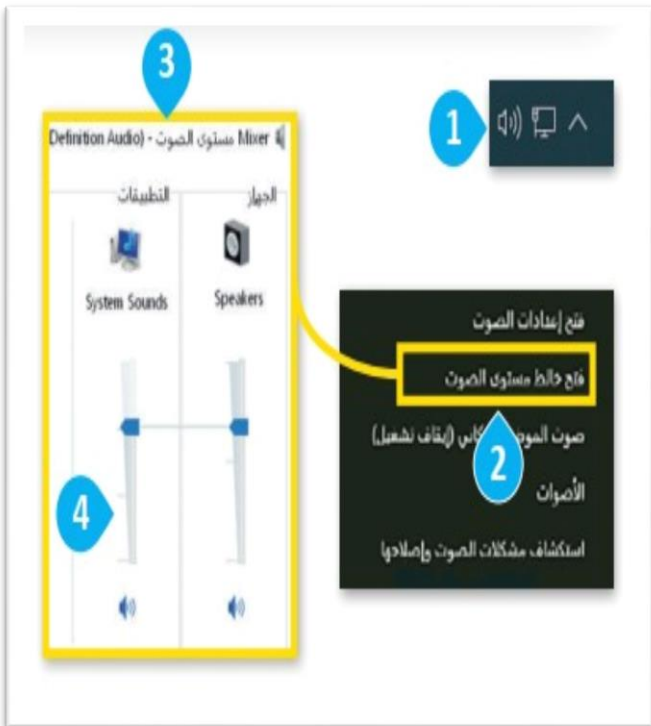 1
2
فتح إعدادات الصوت
فتح خالط مستوى الصوت
(إيقاف تشغيل)
الأصوات
استكشاف مشكلات الصوت وإصلاحها
3
Mixer مستوى الصوت - (Definition Audio
الجهاز
التطبيقات
Speakers
System Sounds
4